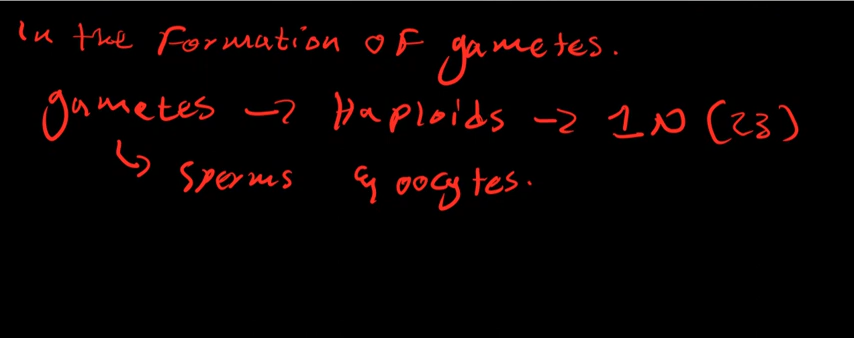 in the Formation of gametes.
gametes → Haploids → 1N (23)
↳ sperms & oocytes.